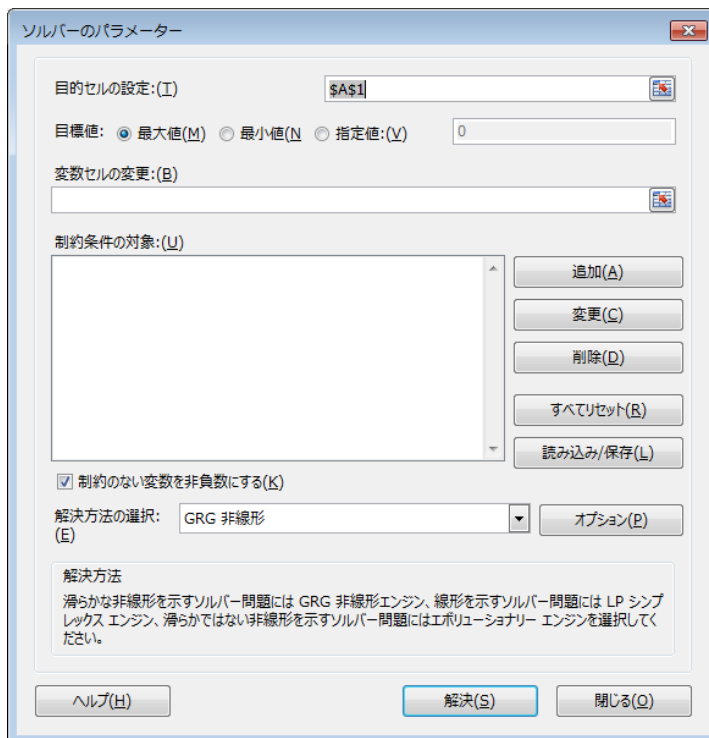 ソルバーのパラメーター
目的セルの設定:(T) $A$1
目標値: 最大値(M) 最小値(N 指定値:(V) 0
変数セルの変更:(B)
制約条件の対象:(U)
追加(A)
変更(C)
削除(D)
すべてリセット(R)
読み込み/保存(L)
制約のない変数を非負数にする(K)
解決方法の選択: GRG 非線形 オプション(P)
(E)
解決方法
滑らかな非線形を示すソルバー問題には GRG 非線形エンジン、線形を示すソルバー問題には LP シンプ
レックス エンジン、滑らかではない非線形を示すソルバー問題にはエボリューショナリー エンジンを選択してく
ださい。
ヘルプ(H) 解決(S) 閉じる(O)